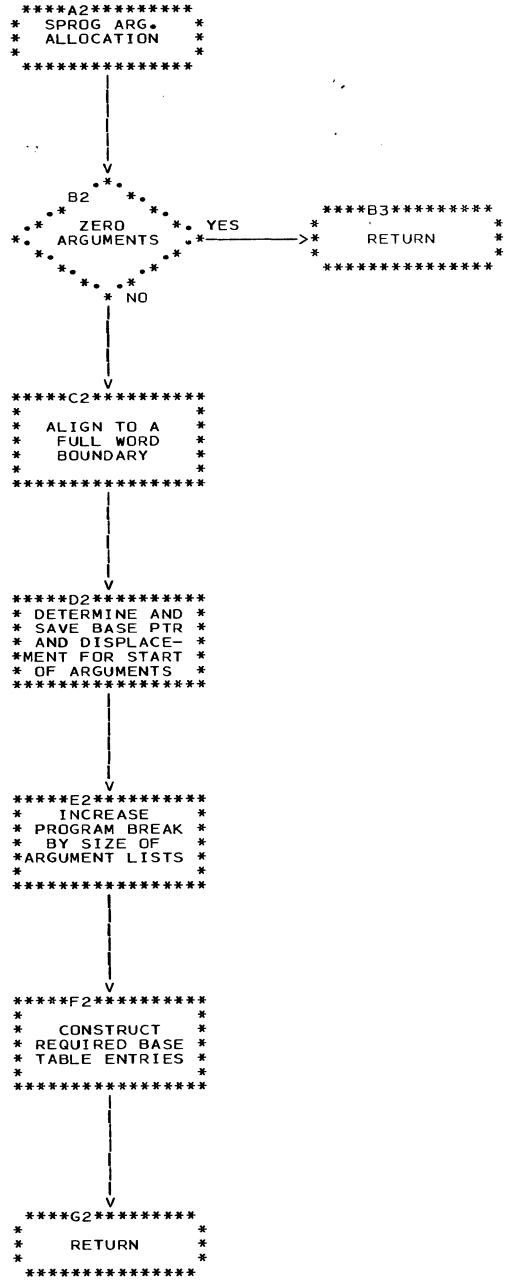 ****A2*********
* SPROG ARG. *
* ALLOCATION *
* *
***************
V
B2
ZERO
ARGUMENTS
YES
NO
****B3*********
* RETURN *
***************
V
*****C2**********
* *
* ALIGN TO A *
* FULL WORD *
* BOUNDARY *
* *
*****************
V
*****D2**********
* DETERMINE AND *
* SAVE BASE PTR *
* AND DISPLACE- *
*MENT FOR START *
* OF ARGUMENTS *
*****************
V
*****E2**********
* INCREASE *
* PROGRAM BREAK *
* BY SIZE OF *
*ARGUMENT LISTS *
* *
*****************
V
*****F2**********
* *
* CONSTRUCT *
* REQUIRED BASE *
* TABLE ENTRIES *
* *
*****************
V
****G2*********
* RETURN *
***************